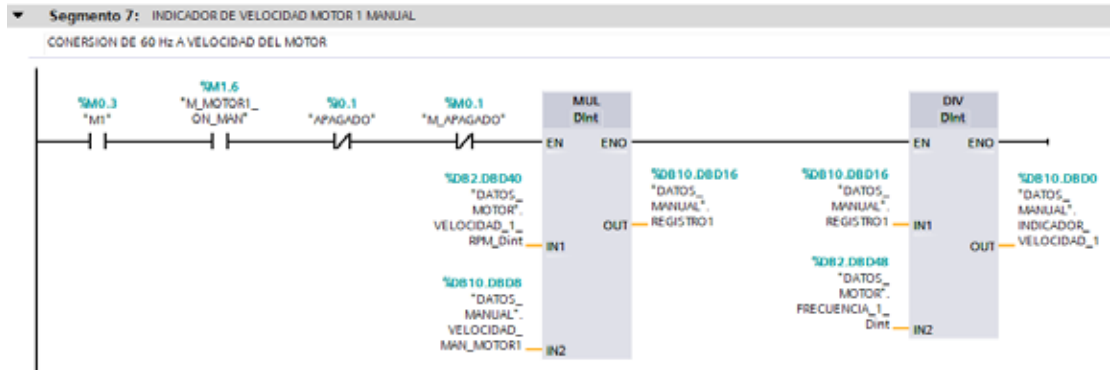 Segmento 7: INDICADOR DE VELOCIDAD MOTOR 1 MANUAL
CONERSION DE 60 Hz A VELOCIDAD DEL MOTOR
%M0.3
"M1"
%M1.6
"M_MOTOR1_
ON_MAN"
%I0.1
"APAGADO"
%M0.1
"M_APAGADO"
MUL
DInt
EN
ENO
%DB2.DBD40
"DATOS_
MOTOR".
VELOCIDAD_1_
RPM_Dint
IN1
%DB10.DBD8
"DATOS_
MANUAL".
VELOCIDAD_
MAN_MOTOR1
IN2
OUT
%DB10.DBD16
"DATOS_
MANUAL".
REGISTRO1
DIV
DInt
EN
ENO
%DB10.DBD16
"DATOS_
MANUAL".
REGISTRO1
IN1
%DB2.DBD48
"DATOS_
MOTOR".
FRECUENCIA_1_
Dint
IN2
OUT
%DB10.DBD0
"DATOS_
MANUAL".
INDICADOR_
VELOCIDAD_1